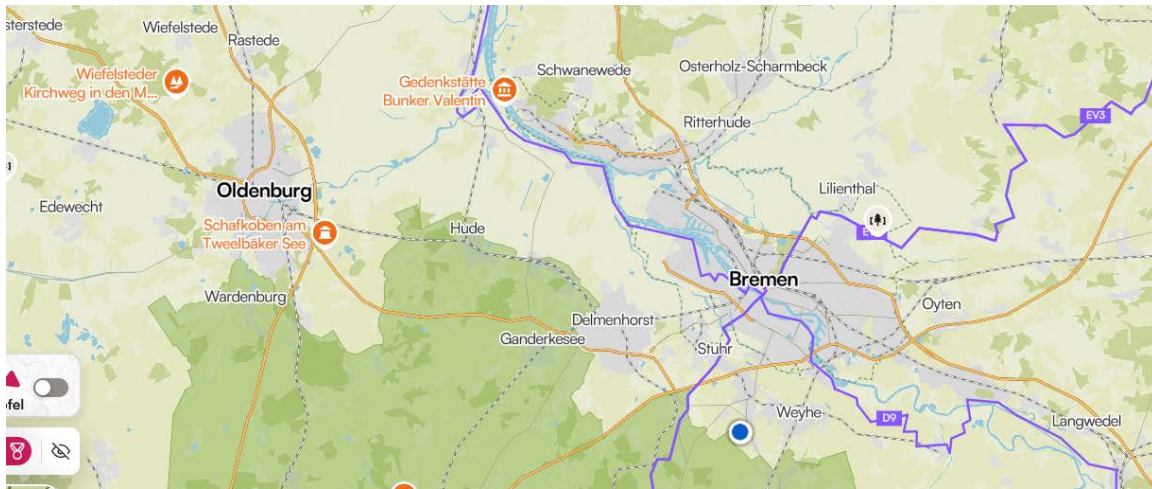 sterstede
Wiefelstede
Rastede
Wiefelsteder
Kirchweg in den M...
Gedenkstätte
Bunker Valentin
Schwanewede
Osterholz-Scharmbeck
EV3
Ritterhude
Oldenburg
Lilienthal
Edewecht
Schafkoben am
Tweelbäker See
Hude
Bremen
Wardenburg
Oyten
Delmenhorst
Ganderkesee
Stuhr
ofel
Weyhe
D9
Langwedel